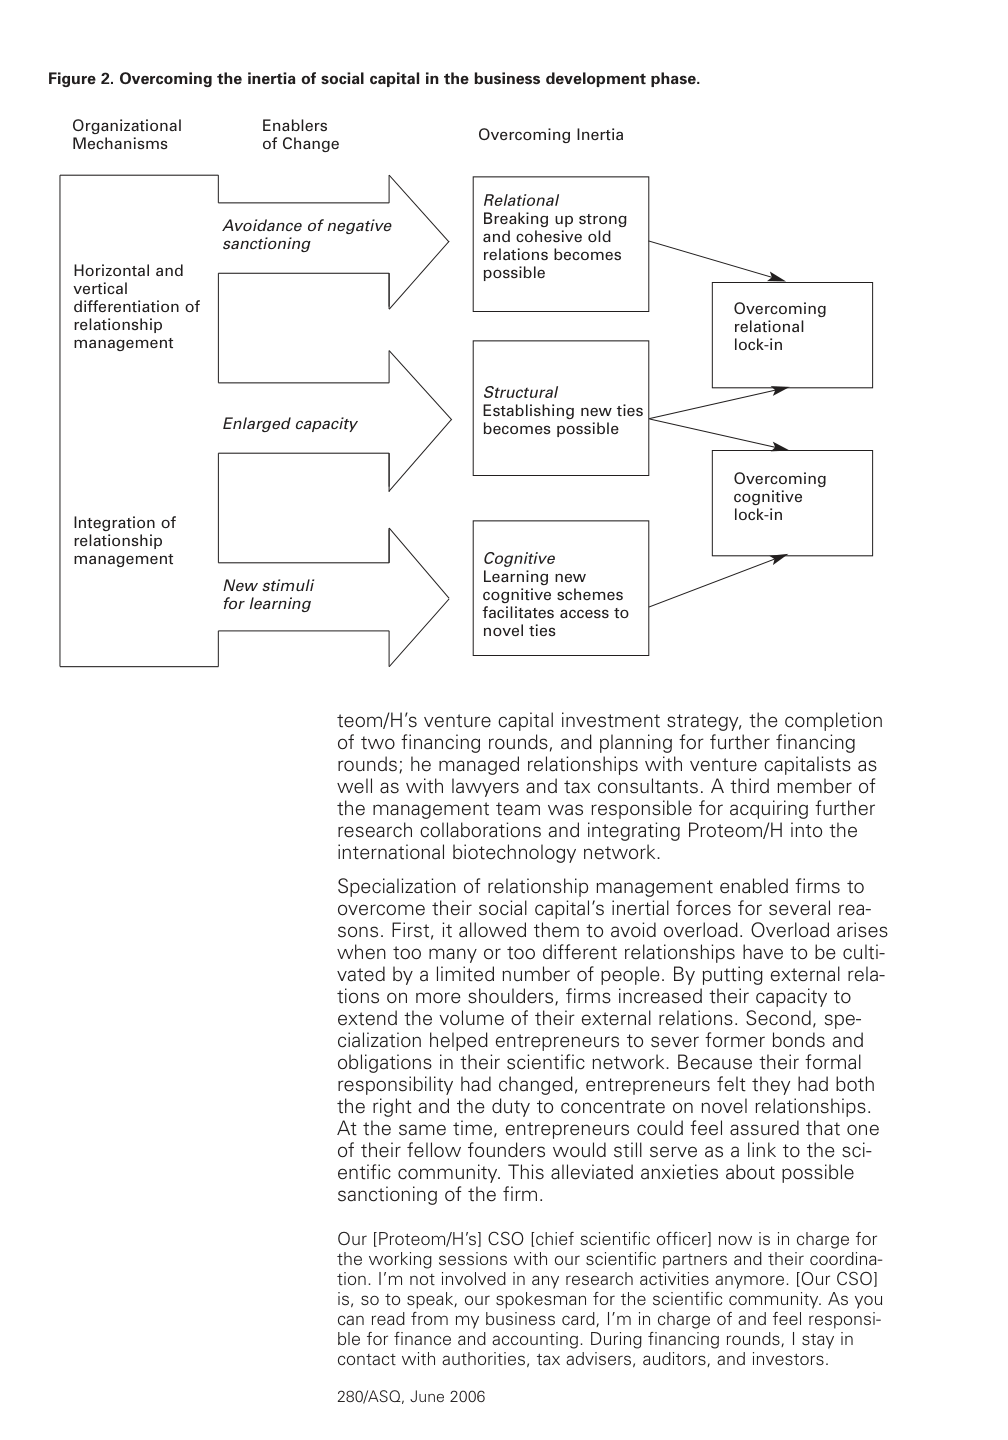 Figure 2. Overcoming the inertia of social capital in the business development phase.
Organizational
Mechanisms
Enablers
of Change
Overcoming Inertia
Horizontal and
vertical
differentiation of
relationship
management
Integration of
relationship
management
Avoidance of negative
sanctioning
Enlarged capacity
New stimuli
for learning
Relational
Breaking up strong
and cohesive old
relations becomes
possible
Structural
Establishing new ties
becomes possible
Cognitive
Learning new
cognitive schemes
facilitates access to
novel ties
Overcoming
relational
lock-in
Overcoming
cognitive
lock-in
teom/H's venture capital investment strategy, the completion
of two financing rounds, and planning for further financing
rounds; he managed relationships with venture capitalists as
well as with lawyers and tax consultants. A third member of
the management team was responsible for acquiring further
research collaborations and integrating Proteom/H into the
international biotechnology network.
Specialization of relationship management enabled firms to
overcome their social capital's inertial forces for several rea-
sons. First, it allowed them to avoid overload. Overload arises
when too many or too different relationships have to be culti-
vated by a limited number of people. By putting external rela-
tions on more shoulders, firms increased their capacity to
extend the volume of their external relations. Second, spe-
cialization helped entrepreneurs to sever former bonds and
obligations in their scientific network. Because their formal
responsibility had changed, entrepreneurs felt they had both
the right and the duty to concentrate on novel relationships.
At the same time, entrepreneurs could feel assured that one
of their fellow founders would still serve as a link to the sci-
entific community. This alleviated anxieties about possible
sanctioning of the firm.
Our [Proteom/H's] CSO [chief scientific officer] now is in charge for
the working sessions with our scientific partners and their coordina-
tion. I'm not involved in any research activities anymore. [Our CSO]
is, so to speak, our spokesman for the scientific community. As you
can read from my business card, I'm in charge of and feel responsi-
ble for finance and accounting. During financing rounds, I stay in
contact with authorities, tax advisers, auditors, and investors.
280/ASQ, June 2006